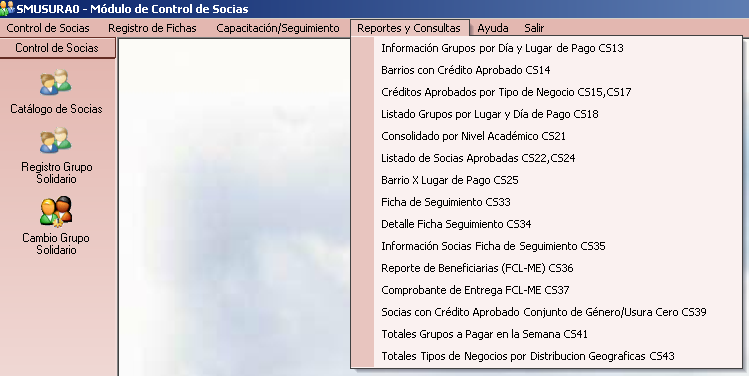 SMUSURA0 - Módulo de Control de Socias
Control de Socias Registro de Fichas Capacitación/Seguimiento Reportes y Consultas Ayuda Salir
Control de Socias
Catálogo de Socias
Registro Grupo
Solidario
Cambio Grupo
Solidario
Información Grupos por Día y Lugar de Pago CS13
Barrios con Crédito Aprobado CS14
Créditos Aprobados por Tipo de Negocio CS15,CS17
Listado Grupos por Lugar y Día de Pago CS18
Consolidado por Nivel Académico CS21
Listado de Socias Aprobadas CS22,CS24
Barrio X Lugar de Pago CS25
Ficha de Seguimiento CS33
Detalle Ficha Seguimiento CS34
Información Socias Ficha de Seguimiento CS35
Reporte de Beneficiarias (FCL-ME) CS36
Comprobante de Entrega FCL-ME CS37
Socias con Crédito Aprobado Conjunto de Género/Usura Cero CS39
Totales Grupos a Pagar en la Semana CS41
Totales Tipos de Negocios por Distribucion Geograficas CS43